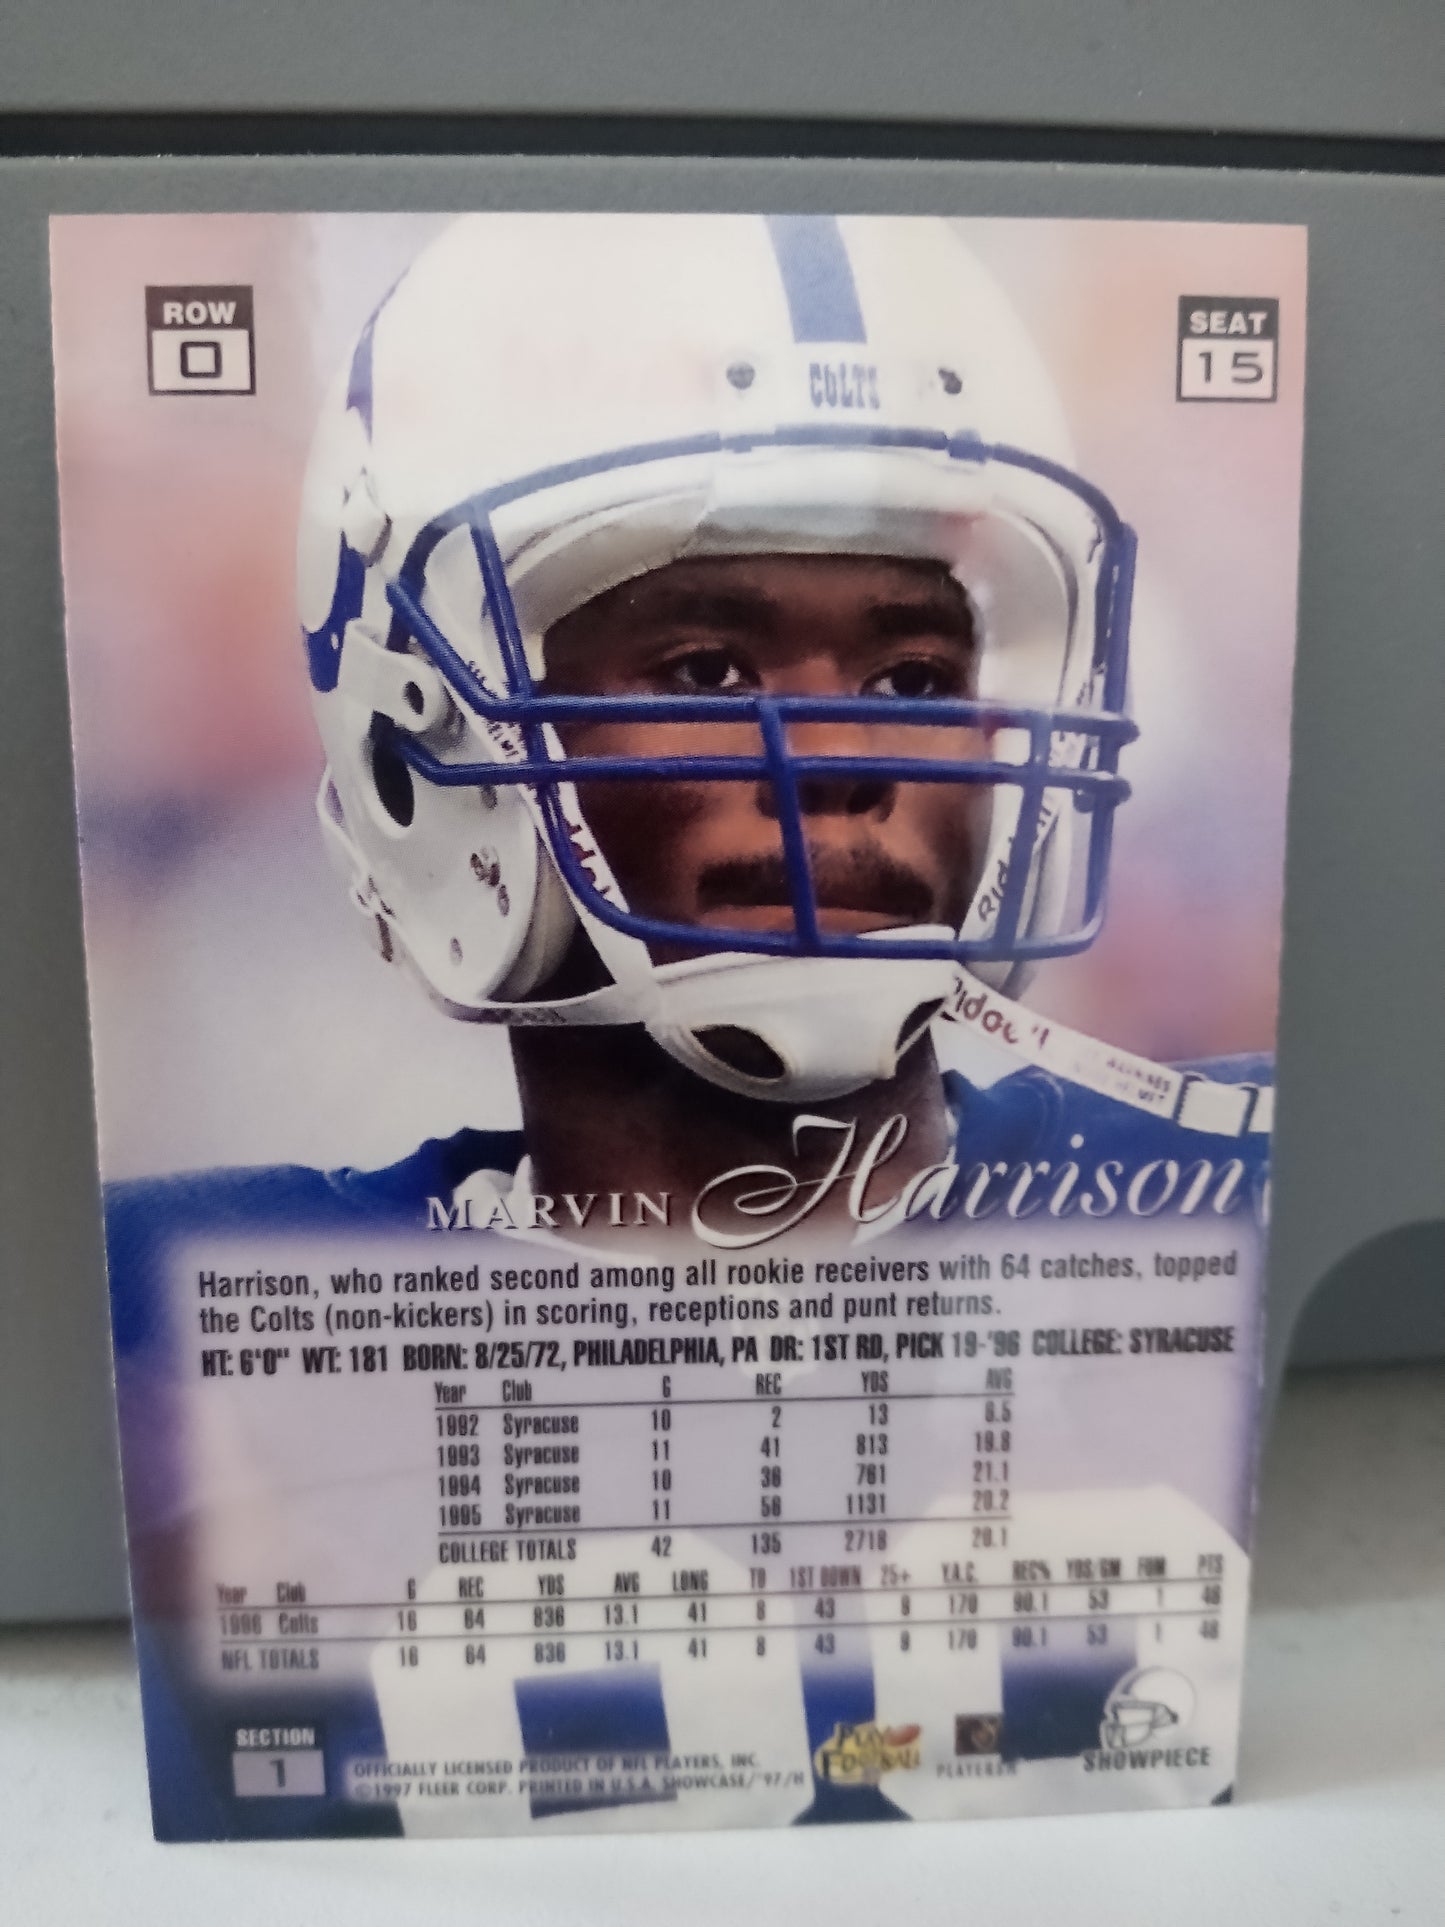 ROW
0
SEAT
15
COLTS
MARVIN Harrison
Harrison, who ranked second among all rookie receivers with 64 catches, topped
the Colts (non-kickers) in scoring, receptions and punt returns.
HT: 6'0" WT: 181 BORN: 8/25/72, PHILADELPHIA, PA DR: 1ST RD, PICK 19-'96 COLLEGE: SYRACUSE
Year Club G REC YDS AVG
1992 Syracuse 10 2 13 6.5
1993 Syracuse 11 41 813 19.8
1994 Syracuse 10 36 761 21.1
1995 Syracuse 11 56 1131 20.2
COLLEGE TOTALS 42 135 2718 20.1
Year Club G REC YDS AVG LONG TD 1ST DOWN 25+ Y.A.C. REC% YDS/GM FUM PTS
1996 Colts 16 64 836 13.1 41 8 43 170 90.1 53 1 48
NFL TOTALS 16 64 836 13.1 41 8 43 170 90.1 53 1 48
SECTION
1
OFFICIALLY LICENSED PRODUCT OF NFL PLAYERS, INC.
©1997 FLEER CORP. PRINTED IN U.S.A. SHOWCASE/'97/H
PLAY
FOOTBALL
PLAYERS
SHOWPIECE